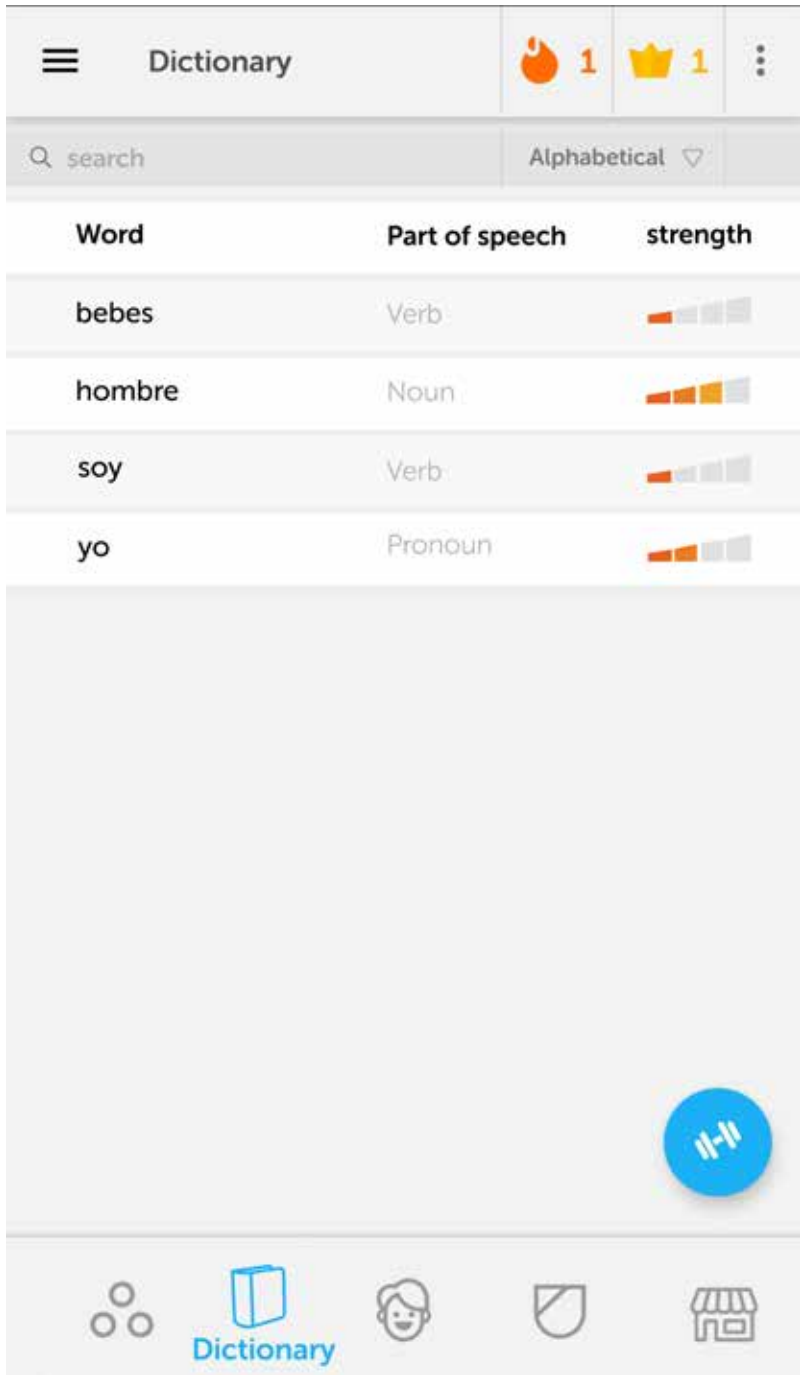 Dictionary 1 1
search Alphabetical
Word Part of speech strength
bebes Verb
hombre Noun
soy Verb
yo Pronoun
Dictionary